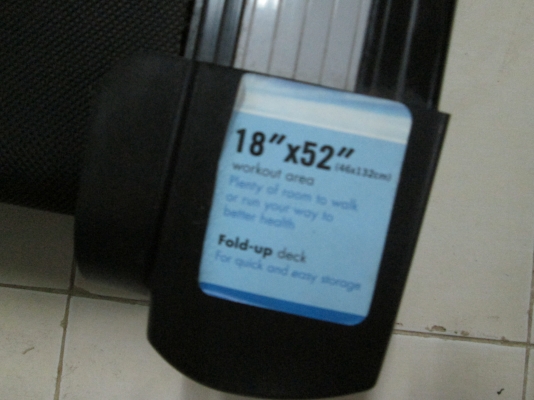 18"x52" (46x132cm)
workout area
Plenty of room to walk
or run your way to
better health
Fold-up deck
For quick and easy storage